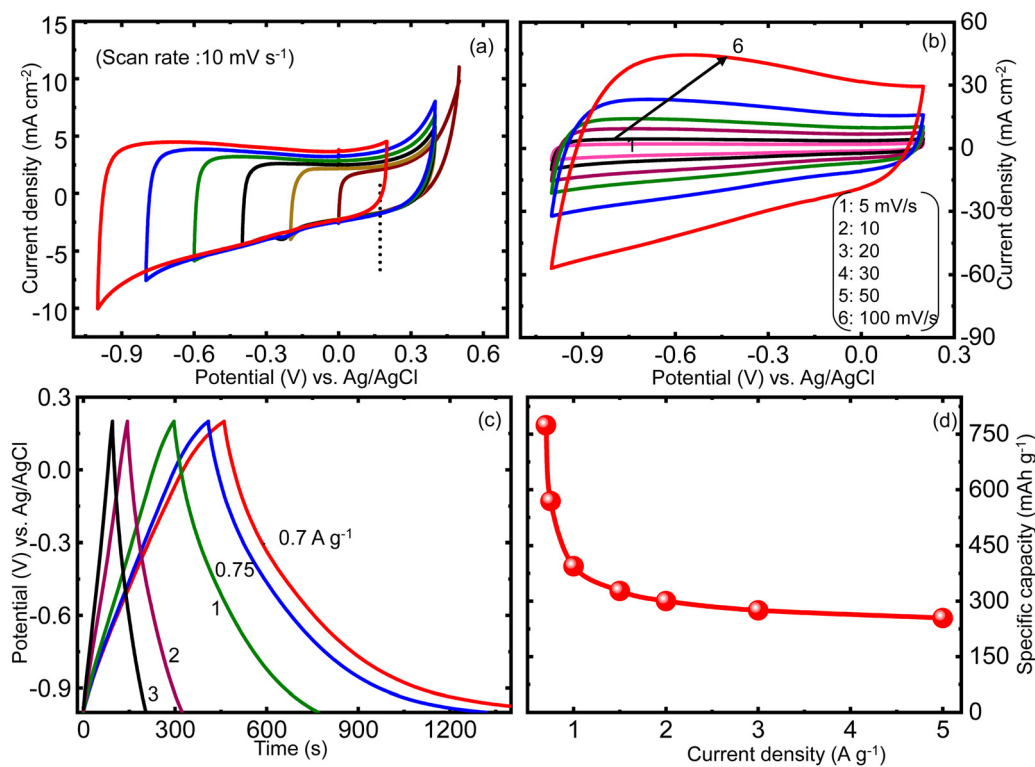 (a)
(Scan rate :10 mV s⁻¹)
15
10
5
0
-5
-10
Current density (mA cm⁻²)
-0.9 -0.6 -0.3 0.0 0.3 0.6
Potential (V) vs. Ag/AgCl
(b)
6
1
60
30
0
-30
-60
-90
Current density (mA cm⁻²)
1: 5 mV/s
2: 10
3: 20
4: 30
5: 50
6: 100 mV/s
-0.9 -0.6 -0.3 0.0 0.3
Potential (V) vs. Ag/AgCl
(c)
0.3
0.0
-0.3
-0.6
-0.9
Potential (V) vs. Ag/AgCl
0.7 A g⁻¹
0.75
1
2
3
0 300 600 900 1200
Time (s)
(d)
750
600
450
300
150
0
Specific capacity (mAh g⁻¹)
1 2 3 4 5
Current density (A g⁻¹)